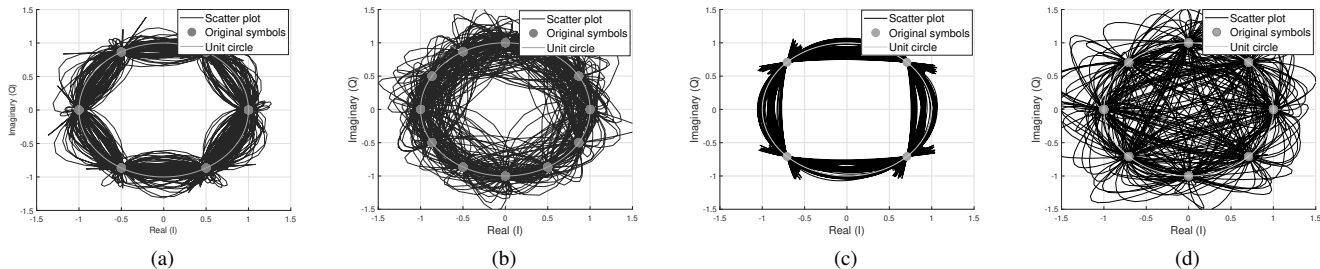 1.5
1
0.5
0
-0.5
-1
-1.5
Imaginary (Q)
-1.5 -1 -0.5 0 0.5 1 1.5
Real (I)
Scatter plot
Original symbols
Unit circle
(a)
1.5
1
0.5
0
-0.5
-1
-1.5
Imaginary (Q)
-1.5 -1 -0.5 0 0.5 1 1.5
Real (I)
Scatter plot
Original symbols
Unit circle
(b)
1.5
1
0.5
0
-0.5
-1
-1.5
Imaginary (Q)
-1.5 -1 -0.5 0 0.5 1 1.5
Real (I)
Scatter plot
Original symbols
Unit circle
(c)
1.5
1
0.5
0
-0.5
-1
-1.5
Imaginary (Q)
-1.5 -1 -0.5 0 0.5 1 1.5
Real (I)
Scatter plot
Original symbols
Unit circle
(d)